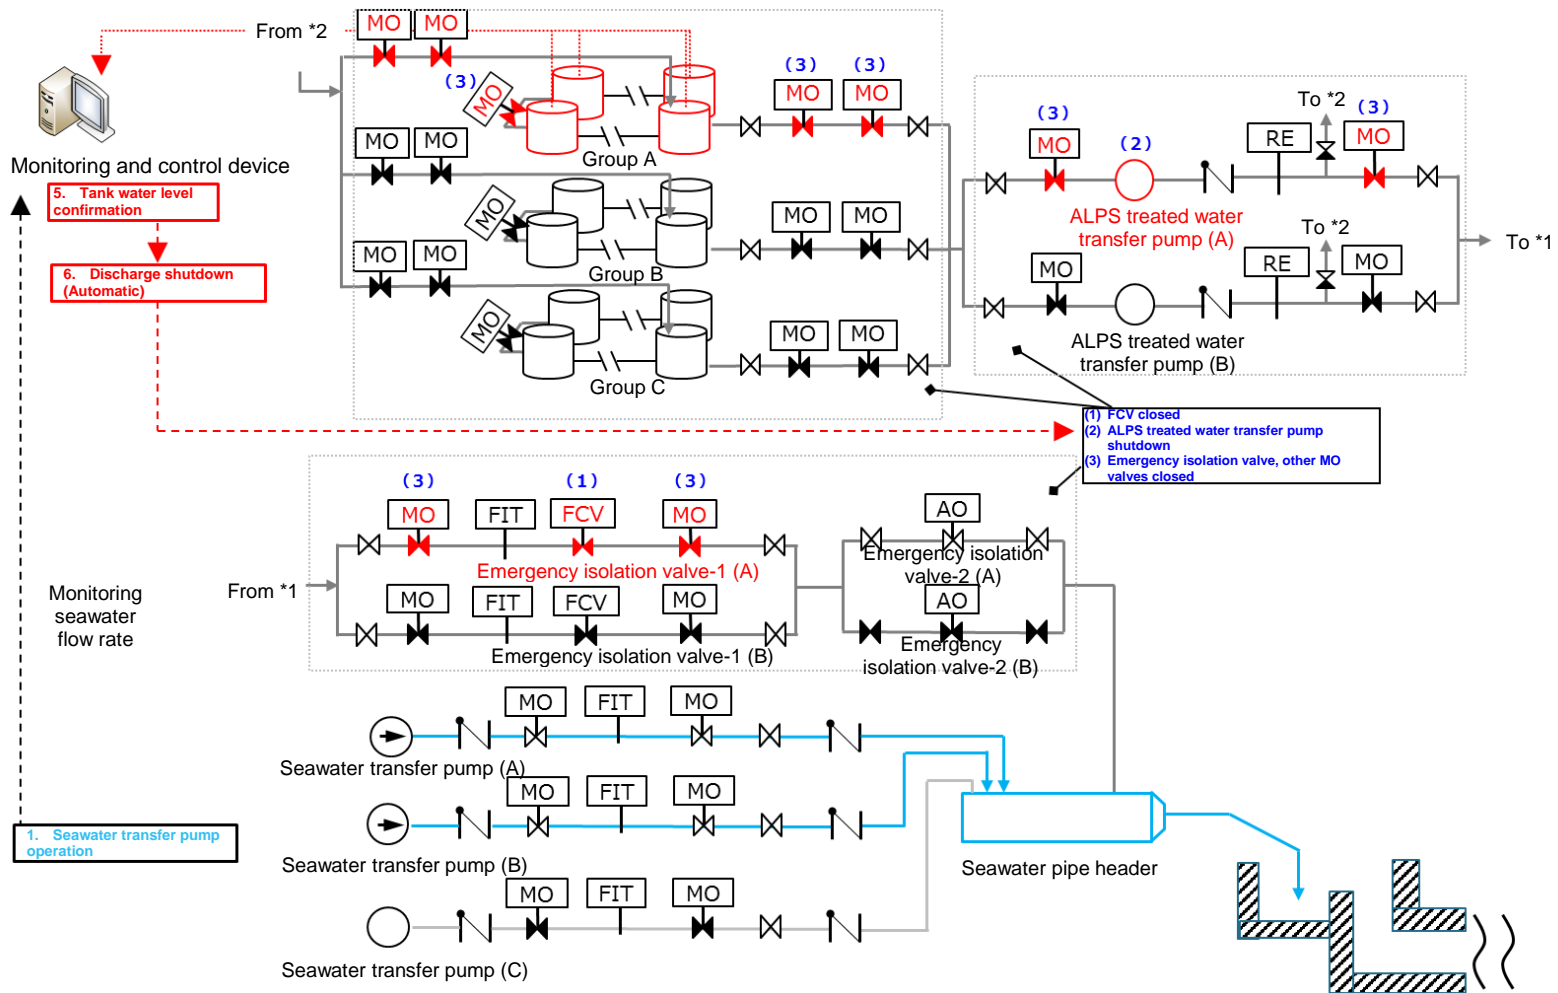 MO MO
From *2
(3) (3) (3)
MO MO MO
Group A
Monitoring and control device
MO MO
5. Tank water level
confirmation
6. Discharge shutdown
(Automatic)
MO MO MO
Group B
MO MO
MO MO MO
Group C
To *2
(3) (2) (3)
MO RE MO
ALPS treated water
transfer pump (A)
To *2
MO RE MO
ALPS treated water
transfer pump (B)
To *1
(1) FCV closed
(2) ALPS treated water transfer pump
shutdown
(3) Emergency isolation valve, other MO
valves closed
(3) (1) (3)
MO FIT FCV MO
Emergency isolation valve-1 (A)
From *1
MO FIT FCV MO
Emergency isolation valve-1 (B)
AO
Emergency isolation
valve-2 (A)
AO
Emergency
isolation valve-2 (B)
Monitoring
seawater
flow rate
MO FIT MO
Seawater transfer pump (A)
MO FIT MO
Seawater transfer pump (B)
1. Seawater transfer pump
operation
MO FIT MO
Seawater transfer pump (C)
Seawater pipe header